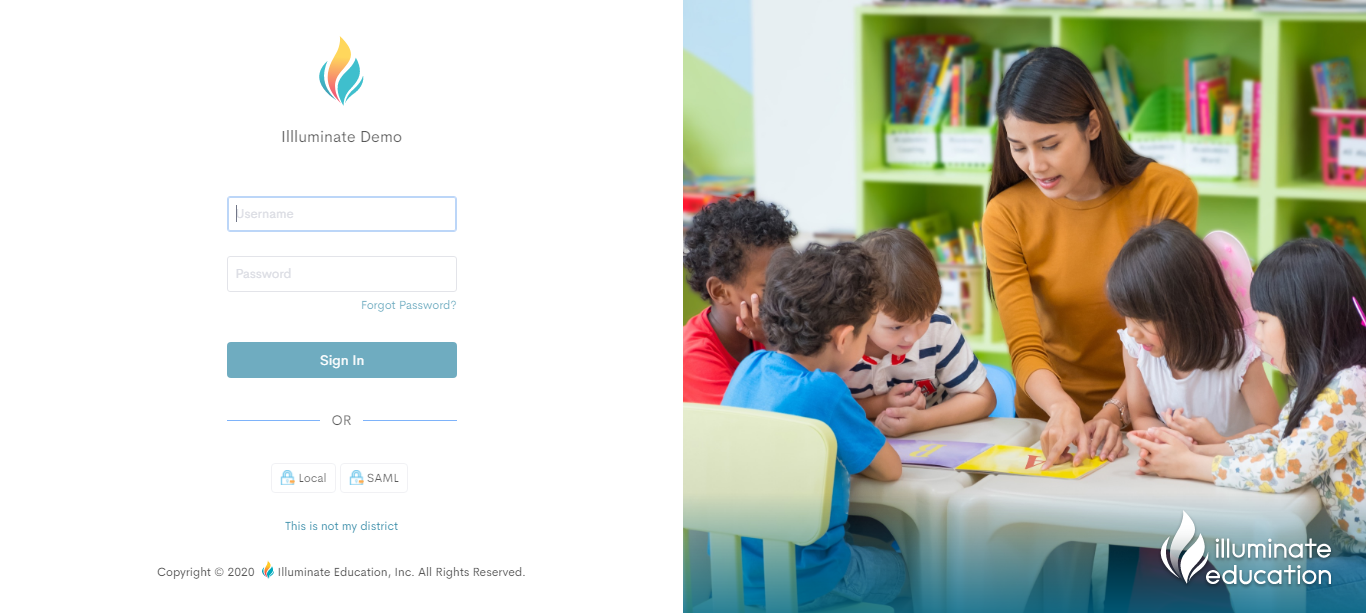 Illluminate Demo
Username
Password
Forgot Password?
Sign In
OR
Local SAML
This is not my district
Copyright © 2020 Illuminate Education, Inc. All Rights Reserved.
illuminate
education